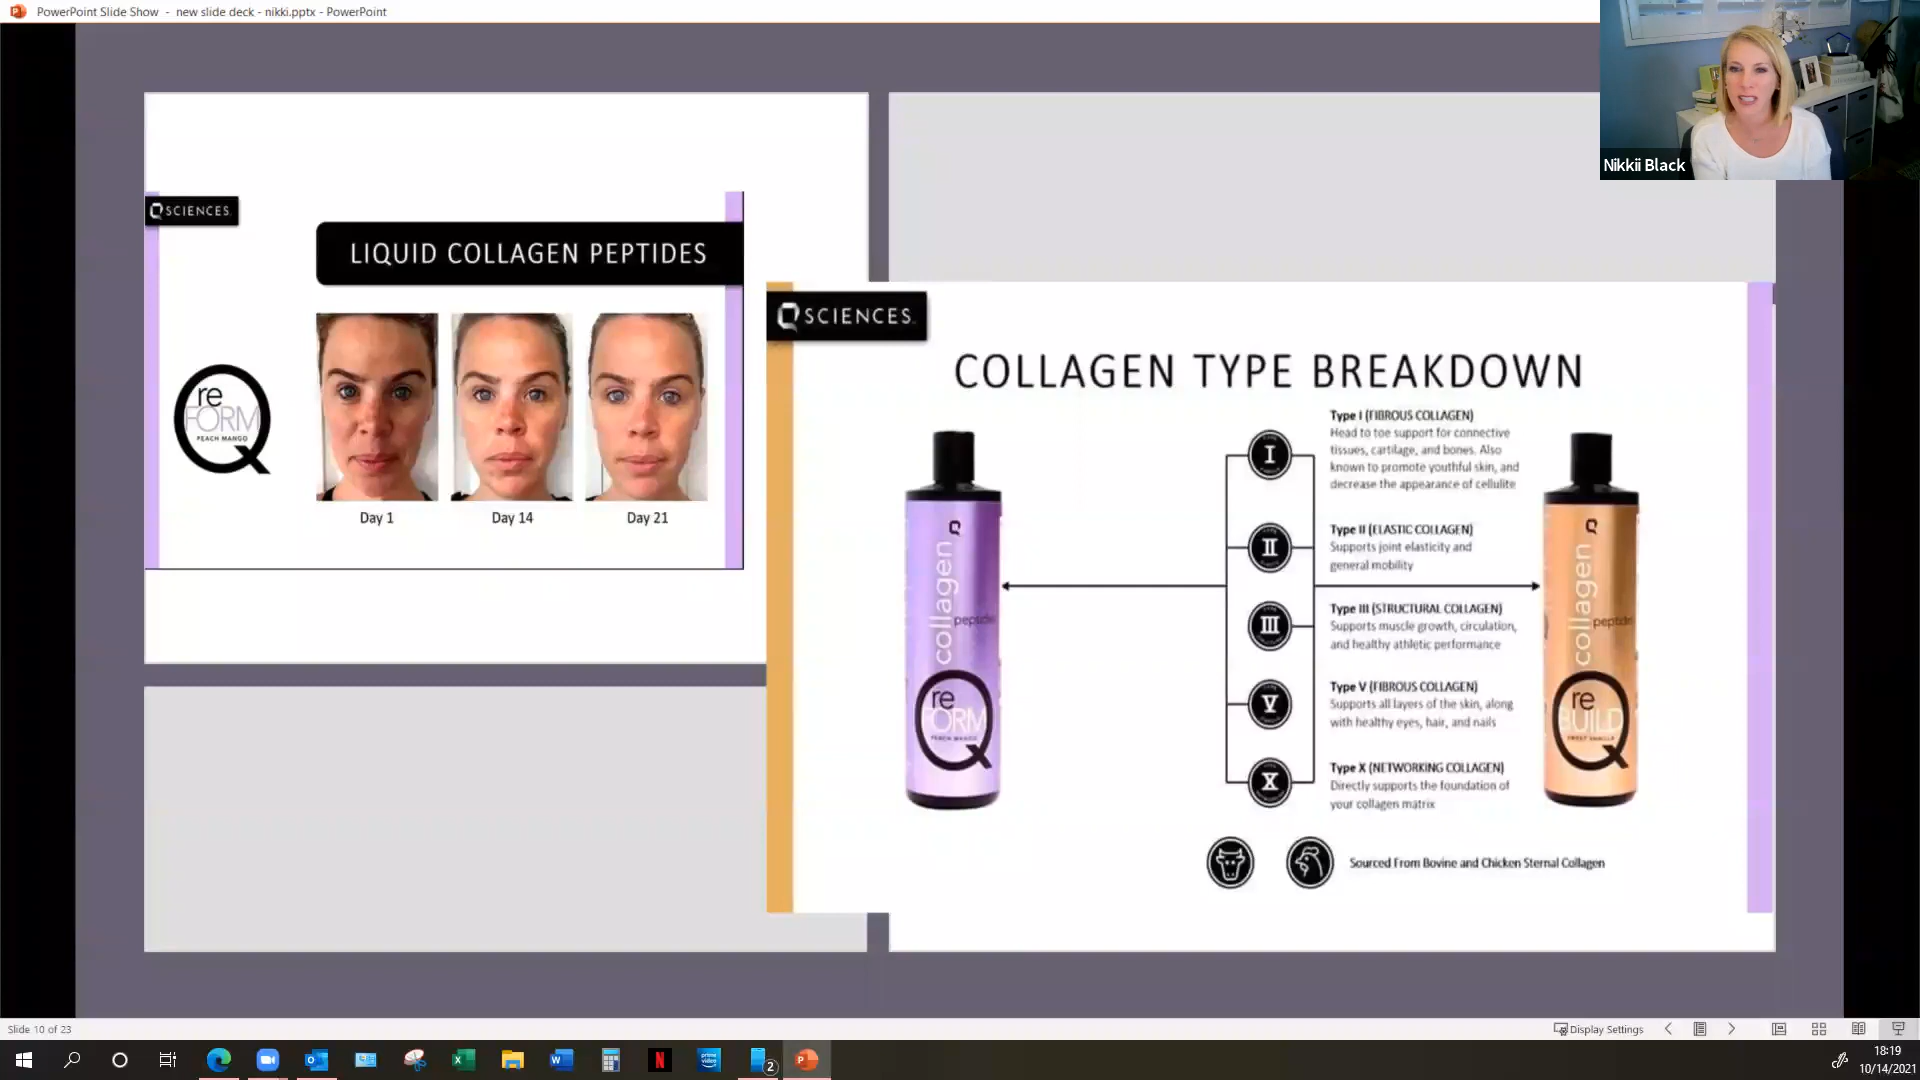 PowerPoint Slide Show - new slide deck - nikki.pptx - PowerPoint
Nikkii Black
Q SCIENCES
LIQUID COLLAGEN PEPTIDES
re
FORM
PEACH MANGO
Day 1
Day 14
Day 21
Q SCIENCES
COLLAGEN TYPE BREAKDOWN
collagen
peptides
re
FORM
PEACH MANGO
I
Type I (FIBROUS COLLAGEN)
Head to toe support for connective
tissues, cartilage, and bones. Also
known to promote youthful skin, and
decrease the appearance of cellulite
II
Type II (ELASTIC COLLAGEN)
Supports joint elasticity and
general mobility
III
Type III (STRUCTURAL COLLAGEN)
Supports muscle growth, circulation,
and healthy athletic performance
V
Type V (FIBROUS COLLAGEN)
Supports all layers of the skin, along
with healthy eyes, hair, and nails
X
Type X (NETWORKING COLLAGEN)
Directly supports the foundation of
your collagen matrix
collagen
peptides
re
BUILD
SWEET VANILLA
Sourced From Bovine and Chicken Sternal Collagen
Slide 10 of 23
Display Settings
2
18:19
10/14/2021